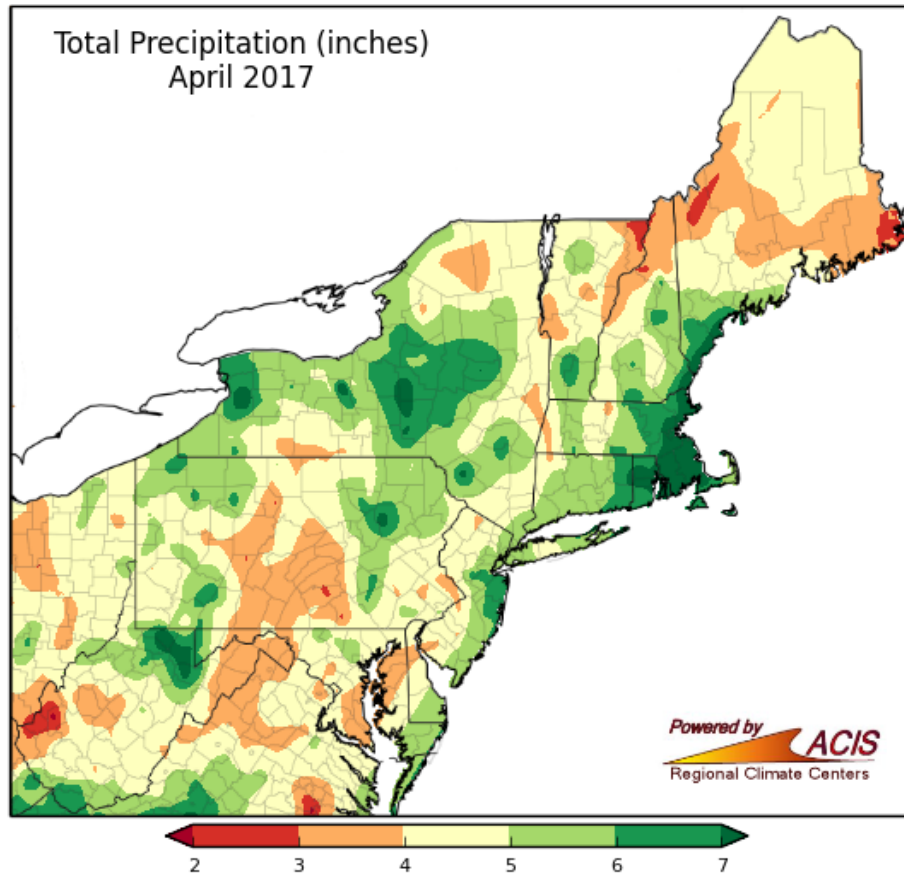 Total Precipitation (inches)
April 2017
Powered by
ACIS
Regional Climate Centers
2 3 4 5 6 7